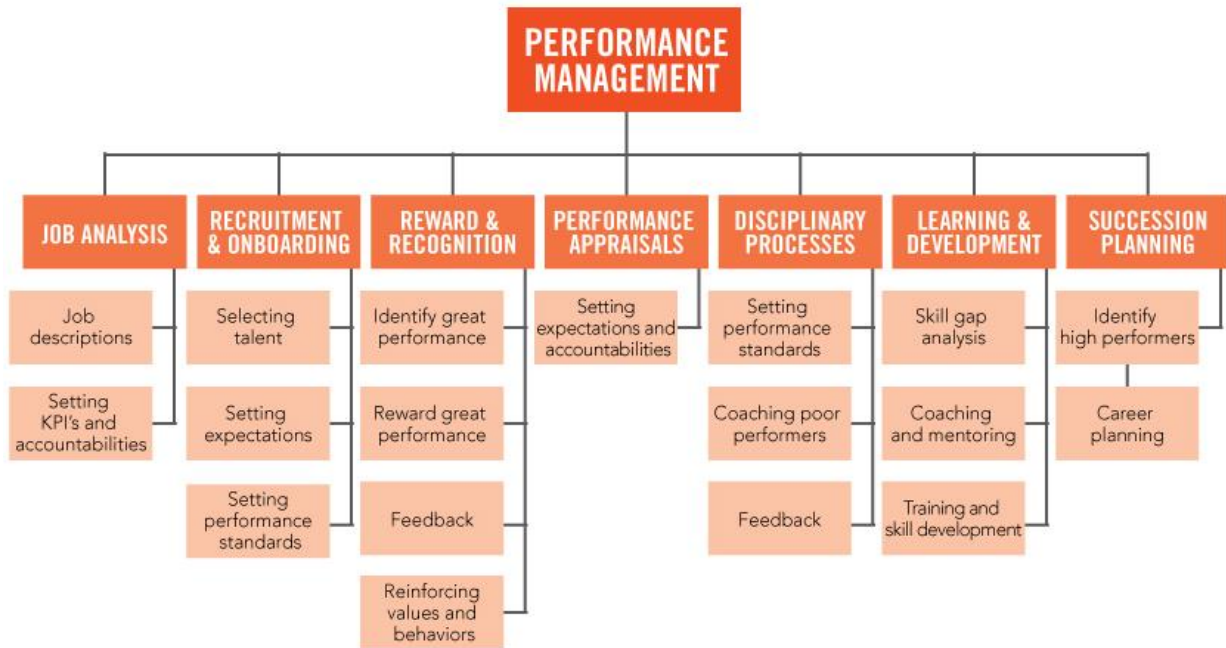 PERFORMANCE
MANAGEMENT
JOB ANALYSIS
RECRUITMENT
& ONBOARDING
REWARD &
RECOGNITION
PERFORMANCE
APPRAISALS
DISCIPLINARY
PROCESSES
LEARNING &
DEVELOPMENT
SUCCESSION
PLANNING
Job
descriptions
Setting
KPI's and
accountabilities
Selecting
talent
Setting
expectations
Setting
performance
standards
Identify great
performance
Reward great
performance
Feedback
Reinforcing
values and
behaviors
Setting
expectations and
accountabilities
Setting
performance
standards
Coaching poor
performers
Feedback
Skill gap
analysis
Coaching
and mentoring
Training and
skill development
Identify
high performers
Career
planning